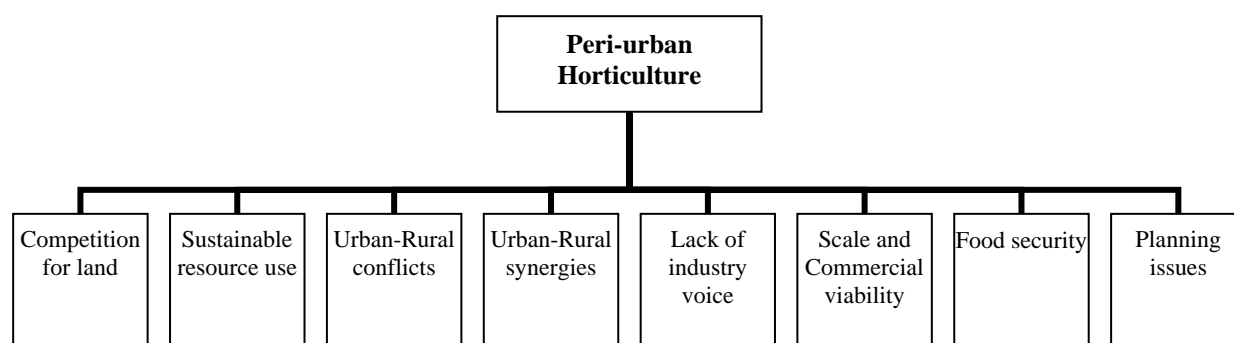 Peri-urban
Horticulture
Competition
for land
Sustainable
resource use
Urban-Rural
conflicts
Urban-Rural
synergies
Lack of
industry
voice
Scale and
Commercial
viability
Food security
Planning
issues